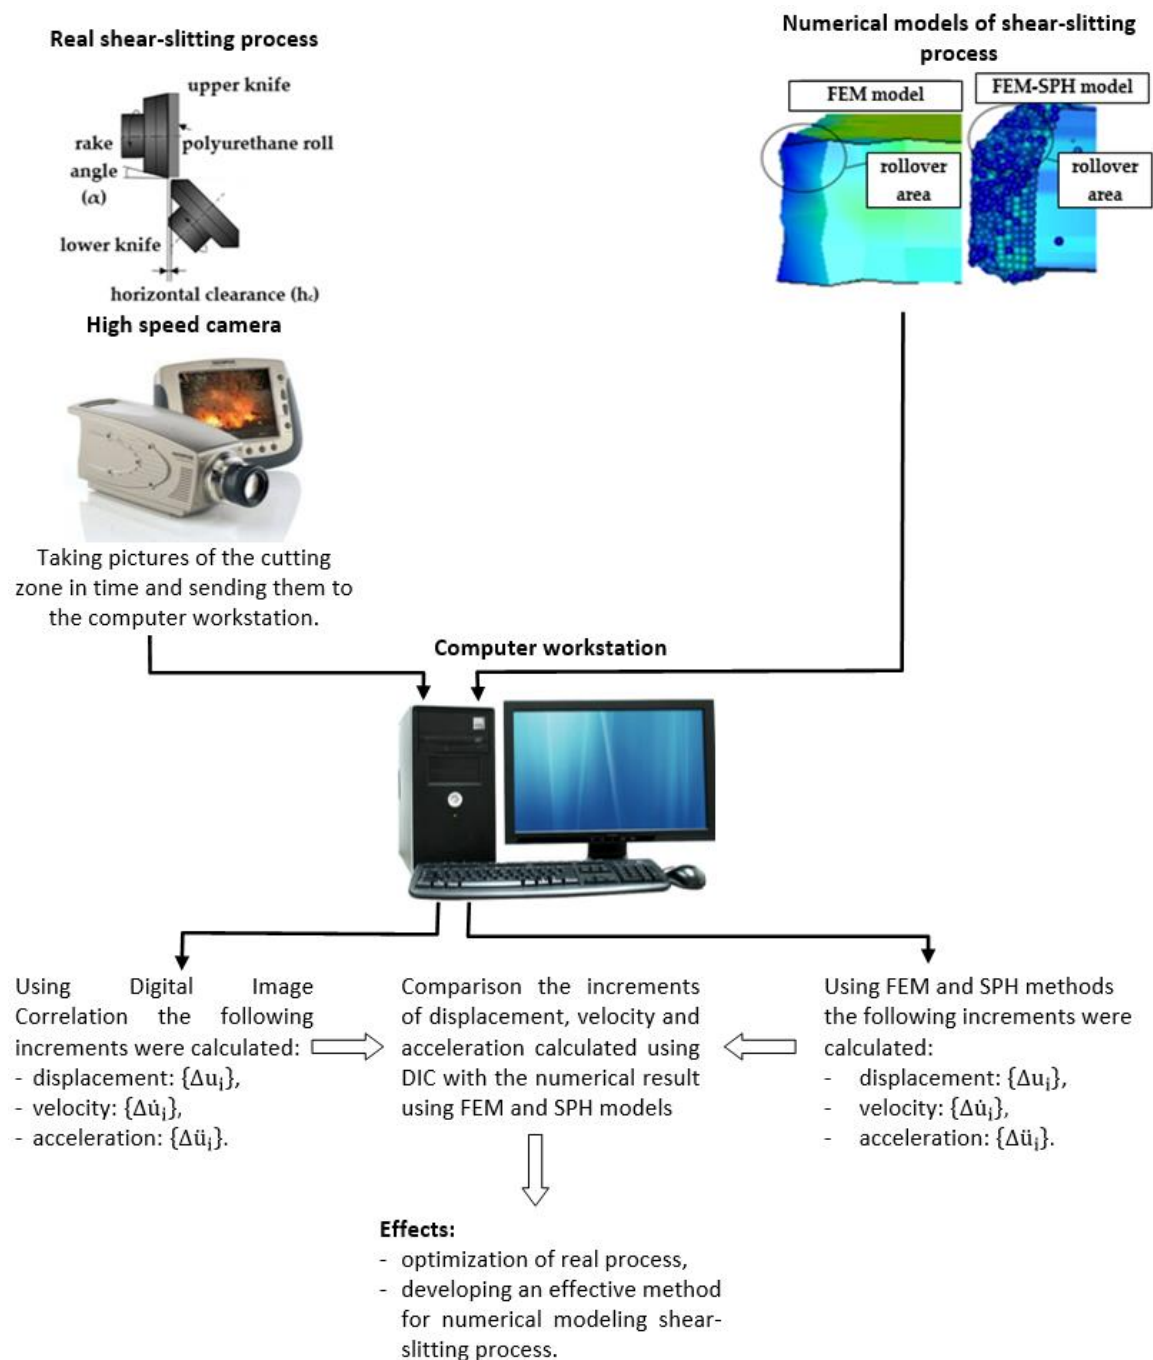 Real shear-slitting process
upper knife
rake
polyurethane roll
angle
(α)
lower knife
horizontal clearance (hc)
High speed camera
Taking pictures of the cutting
zone in time and sending them to
the computer workstation.
Numerical models of shear-slitting
process
FEM model
FEM-SPH model
rollover
area
rollover
area
Computer workstation
Using Digital Image
Correlation the following
increments were calculated:
- displacement: {Δuᵢ},
- velocity: {Δu̇ᵢ},
- acceleration: {Δüᵢ}.
Comparison the increments
of displacement, velocity and
acceleration calculated using
DIC with the numerical result
using FEM and SPH models
Using FEM and SPH methods
the following increments were
calculated:
- displacement: {Δuᵢ},
- velocity: {Δu̇ᵢ},
- acceleration: {Δüᵢ}.
Effects:
- optimization of real process,
- developing an effective method
for numerical modeling shear-
slitting process.